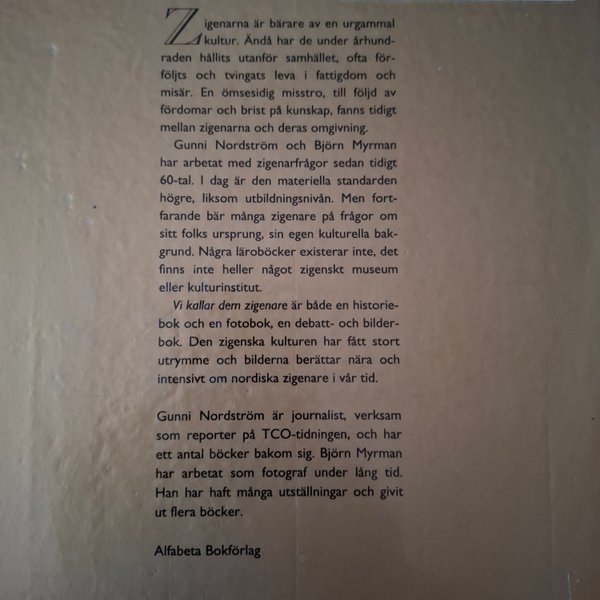 Zigenarna är bärare av en urgammal
kultur. Ändå har de under århund-
raden hållits utanför samhället, ofta för-
följts och tvingats leva i fattigdom och
misär. En ömsesidig misstro, till följd av
fördomar och brist på kunskap, fanns tidigt
mellan zigenarna och deras omgivning.
Gunni Nordström och Björn Myrman
har arbetat med zigenarfrågor sedan tidigt
60-tal. I dag är den materiella standarden
högre, liksom utbildningsnivån. Men fort-
farande bär många zigenare på frågor om
sitt folks ursprung, sin egen kulturella bak-
grund. Några läroböcker existerar inte, det
finns inte heller något zigenskt museum
eller kulturinstitut.
Vi kallar dem zigenare är både en historie-
bok och en fotobok, en debatt- och bilder-
bok. Den zigenska kulturen har fått stort
utrymme och bilderna berättar nära och
intensivt om nordiska zigenare i vår tid.
Gunni Nordström är journalist, verksam
som reporter på TCO-tidningen, och har
ett antal böcker bakom sig. Björn Myrman
har arbetat som fotograf under lång tid.
Han har haft många utställningar och givit
ut flera böcker.
Alfabeta Bokförlag